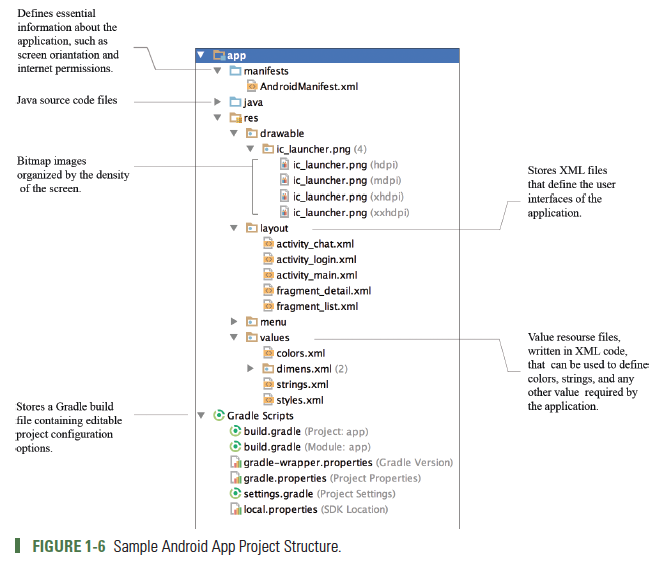 Defines essential
information about the
application, such as
screen oriantation and
internet permissions.
Java source code files
Bitmap images
organized by the density
of the screen.
Stores a Gradle build
file containing editable
project configuration
options.
app
manifests
AndroidManifest.xml
java
res
drawable
ic_launcher.png (4)
ic_launcher.png (hdpi)
ic_launcher.png (mdpi)
ic_launcher.png (xhdpi)
ic_launcher.png (xxhdpi)
layout
activity_chat.xml
activity_login.xml
activity_main.xml
fragment_detail.xml
fragment_list.xml
menu
values
colors.xml
dimens.xml (2)
strings.xml
styles.xml
Gradle Scripts
build.gradle (Project: app)
build.gradle (Module: app)
gradle-wrapper.properties (Gradle Version)
gradle.properties (Project Properties)
settings.gradle (Project Settings)
local.properties (SDK Location)
Stores XML files
that define the user
interfaces of the
application.
Value resourse files,
written in XML code,
that can be used to define
colors, strings, and any
other value required by
the application.
FIGURE 1-6 Sample Android App Project Structure.